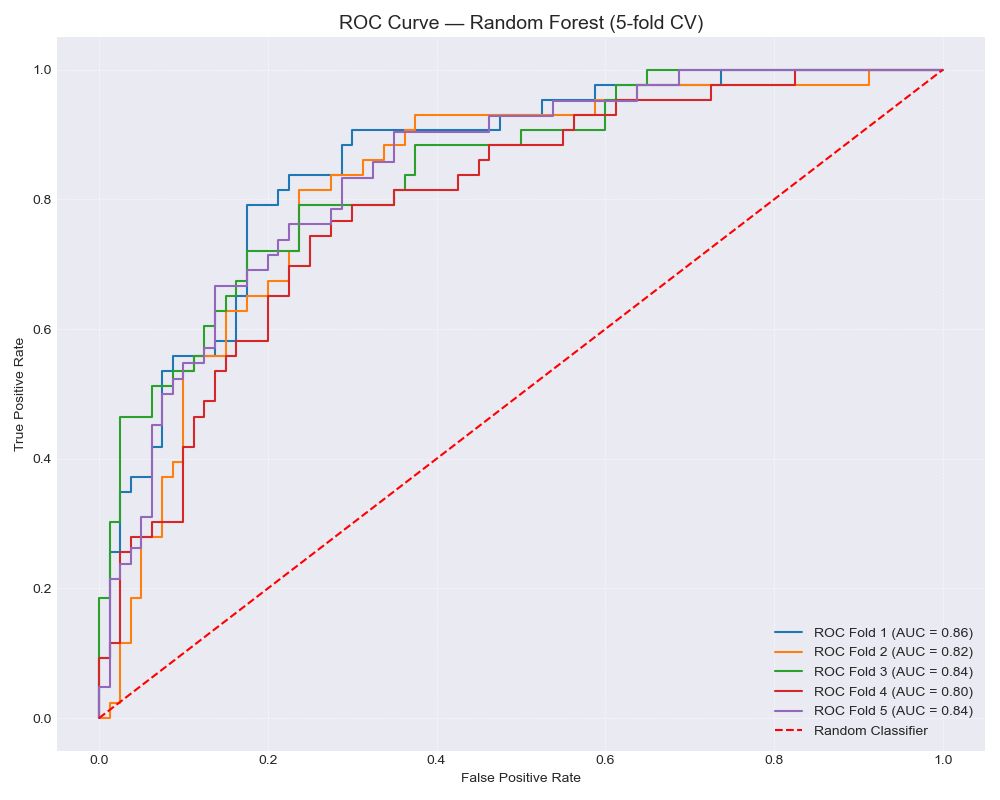 ROC Curve — Random Forest (5-fold CV)
True Positive Rate
1.0
0.8
0.6
0.4
0.2
0.0
0.0 0.2 0.4 0.6 0.8 1.0
False Positive Rate
ROC Fold 1 (AUC = 0.86)
ROC Fold 2 (AUC = 0.82)
ROC Fold 3 (AUC = 0.84)
ROC Fold 4 (AUC = 0.80)
ROC Fold 5 (AUC = 0.84)
Random Classifier